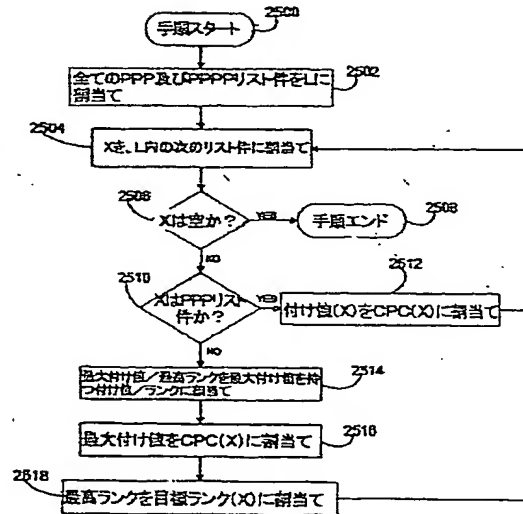 2500
手順スタート
2502
全てのPPP及びPPPPリスト件をLに
割当て
2504
Xを、L内の次のリスト件に割当て
2506
Xは空か?
YES
手順エンド
2508
NO
2510
XはPPPリスト
件か?
YES
2512
付け値(X)をCPC(X)に割当て
NO
最大付け値/最高ランクを最大付け値を持
つ付け値/ランクに割当て
2514
最大付け値をCPC(X)に割当て
2516
2518
最高ランクを目標ランク(X)に割当て